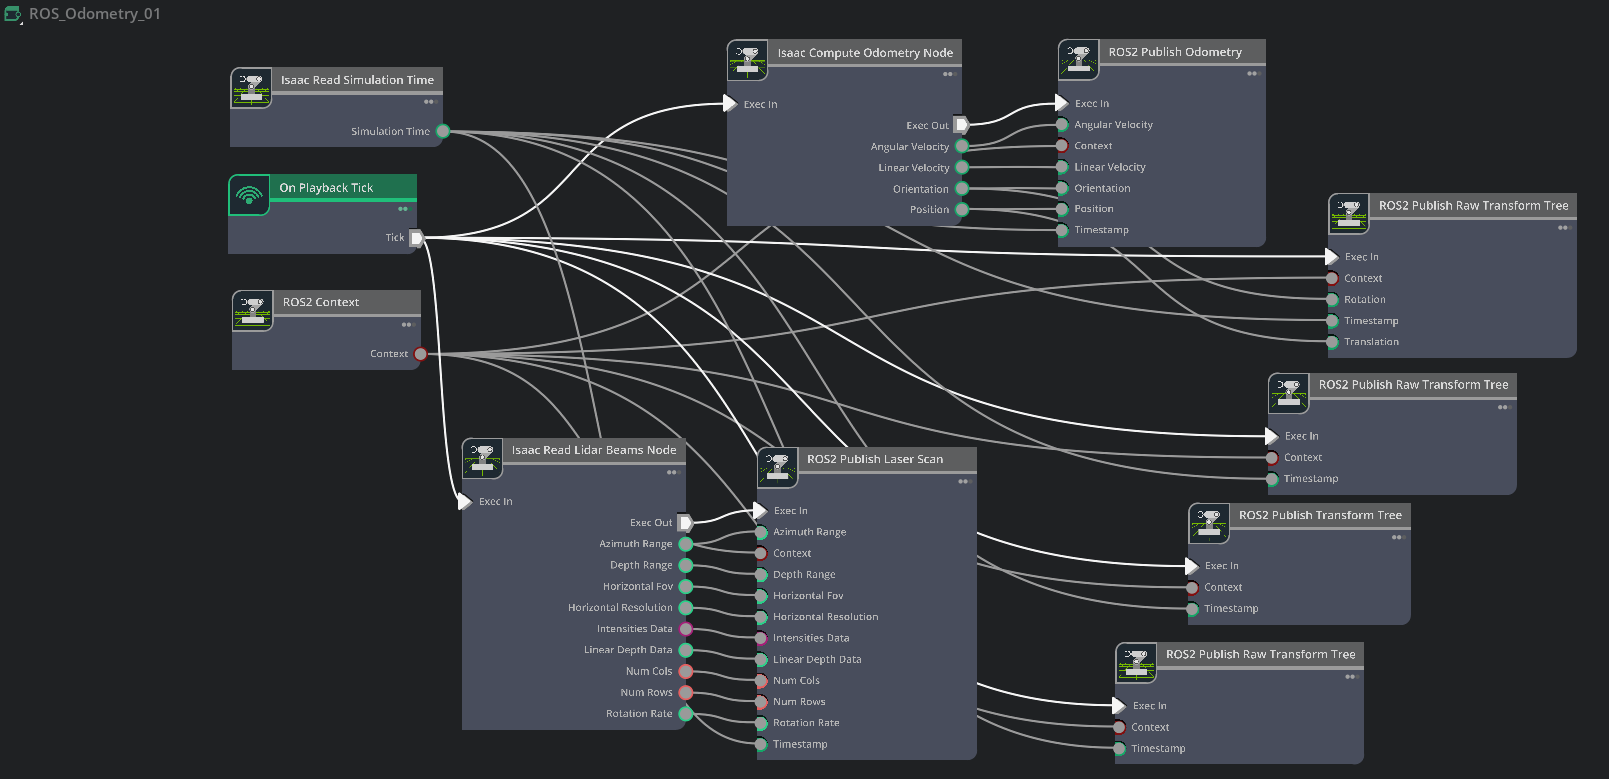 ROS_Odometry_01
Isaac Read Simulation Time
Simulation Time
On Playback Tick
Tick
ROS2 Context
Context
Isaac Compute Odometry Node
Exec In
Exec Out
Angular Velocity
Linear Velocity
Orientation
Position
ROS2 Publish Odometry
Exec In
Angular Velocity
Context
Linear Velocity
Orientation
Position
Timestamp
ROS2 Publish Raw Transform Tree
Exec In
Context
Rotation
Timestamp
Translation
ROS2 Publish Raw Transform Tree
Exec In
Context
Timestamp
Isaac Read Lidar Beams Node
Exec In
Exec Out
Azimuth Range
Depth Range
Horizontal Fov
Horizontal Resolution
Intensities Data
Linear Depth Data
Num Cols
Num Rows
Rotation Rate
ROS2 Publish Laser Scan
Exec In
Azimuth Range
Context
Depth Range
Horizontal Fov
Horizontal Resolution
Intensities Data
Linear Depth Data
Num Cols
Num Rows
Rotation Rate
Timestamp
ROS2 Publish Transform Tree
Exec In
Context
Timestamp
ROS2 Publish Raw Transform Tree
Exec In
Context
Timestamp